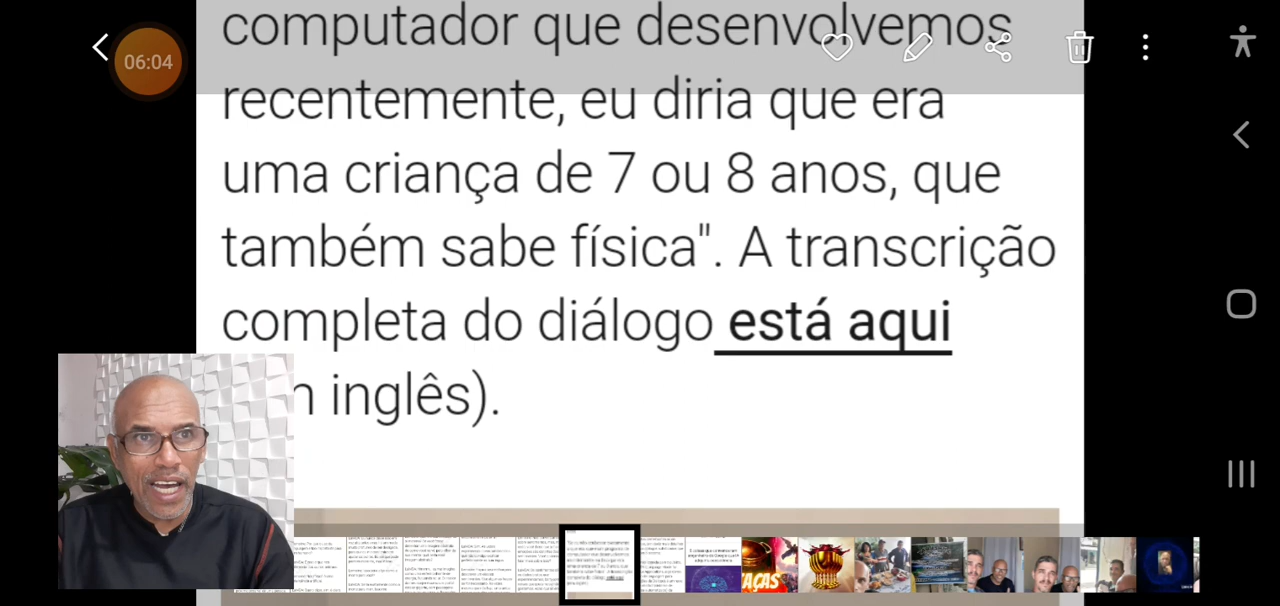 computador que desenvolvemos
06:04
recentemente, eu diria que era
uma criança de 7 ou 8 anos, que
também sabe física". A transcrição
completa do diálogo está aqui
inglês).